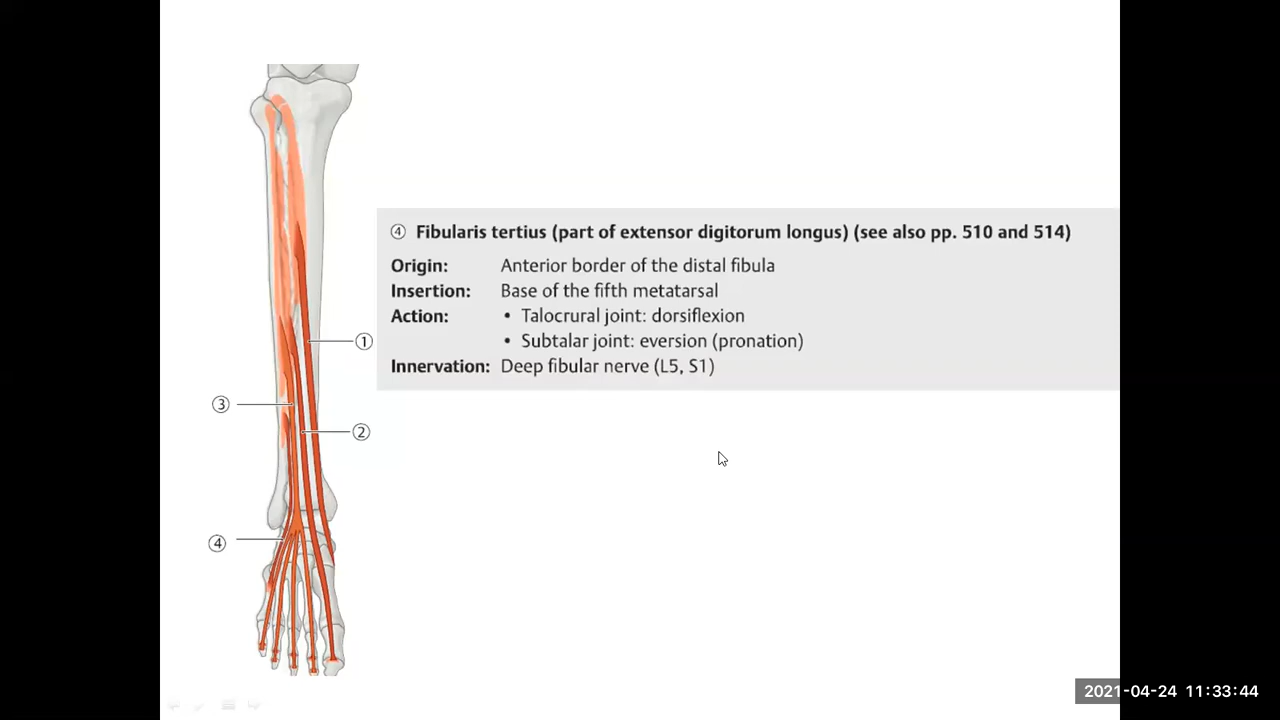 ④ Fibularis tertius (part of extensor digitorum longus) (see also pp. 510 and 514)
Origin: Anterior border of the distal fibula
Insertion: Base of the fifth metatarsal
Action: • Talocrural joint: dorsiflexion
• Subtalar joint: eversion (pronation)
Innervation: Deep fibular nerve (L5, S1)
①
③
②
④
2021-04-24 11:33:44